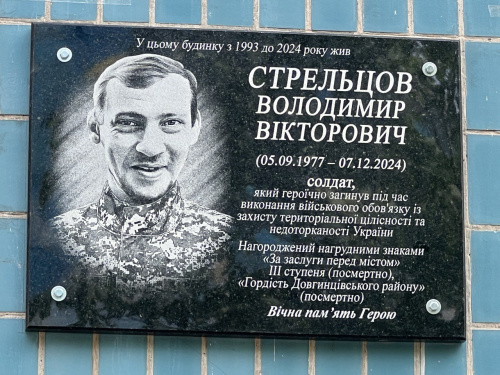 У цьому будинку з 1993 до 2024 року жив
СТРЕЛЬЦОВ
ВОЛОДИМИР
ВІКТОРОВИЧ
(05.09.1977 – 07.12.2024)
солдат,
який героїчно загинув під час
виконання військового обов'язку із
захисту територіальної цілісності та
недоторканості України
Нагороджений нагрудними знаками
«За заслуги перед містом»
III ступеня (посмертно),
«Гордість Довгинцівського району»
(посмертно)
Вічна пам'ять Герою